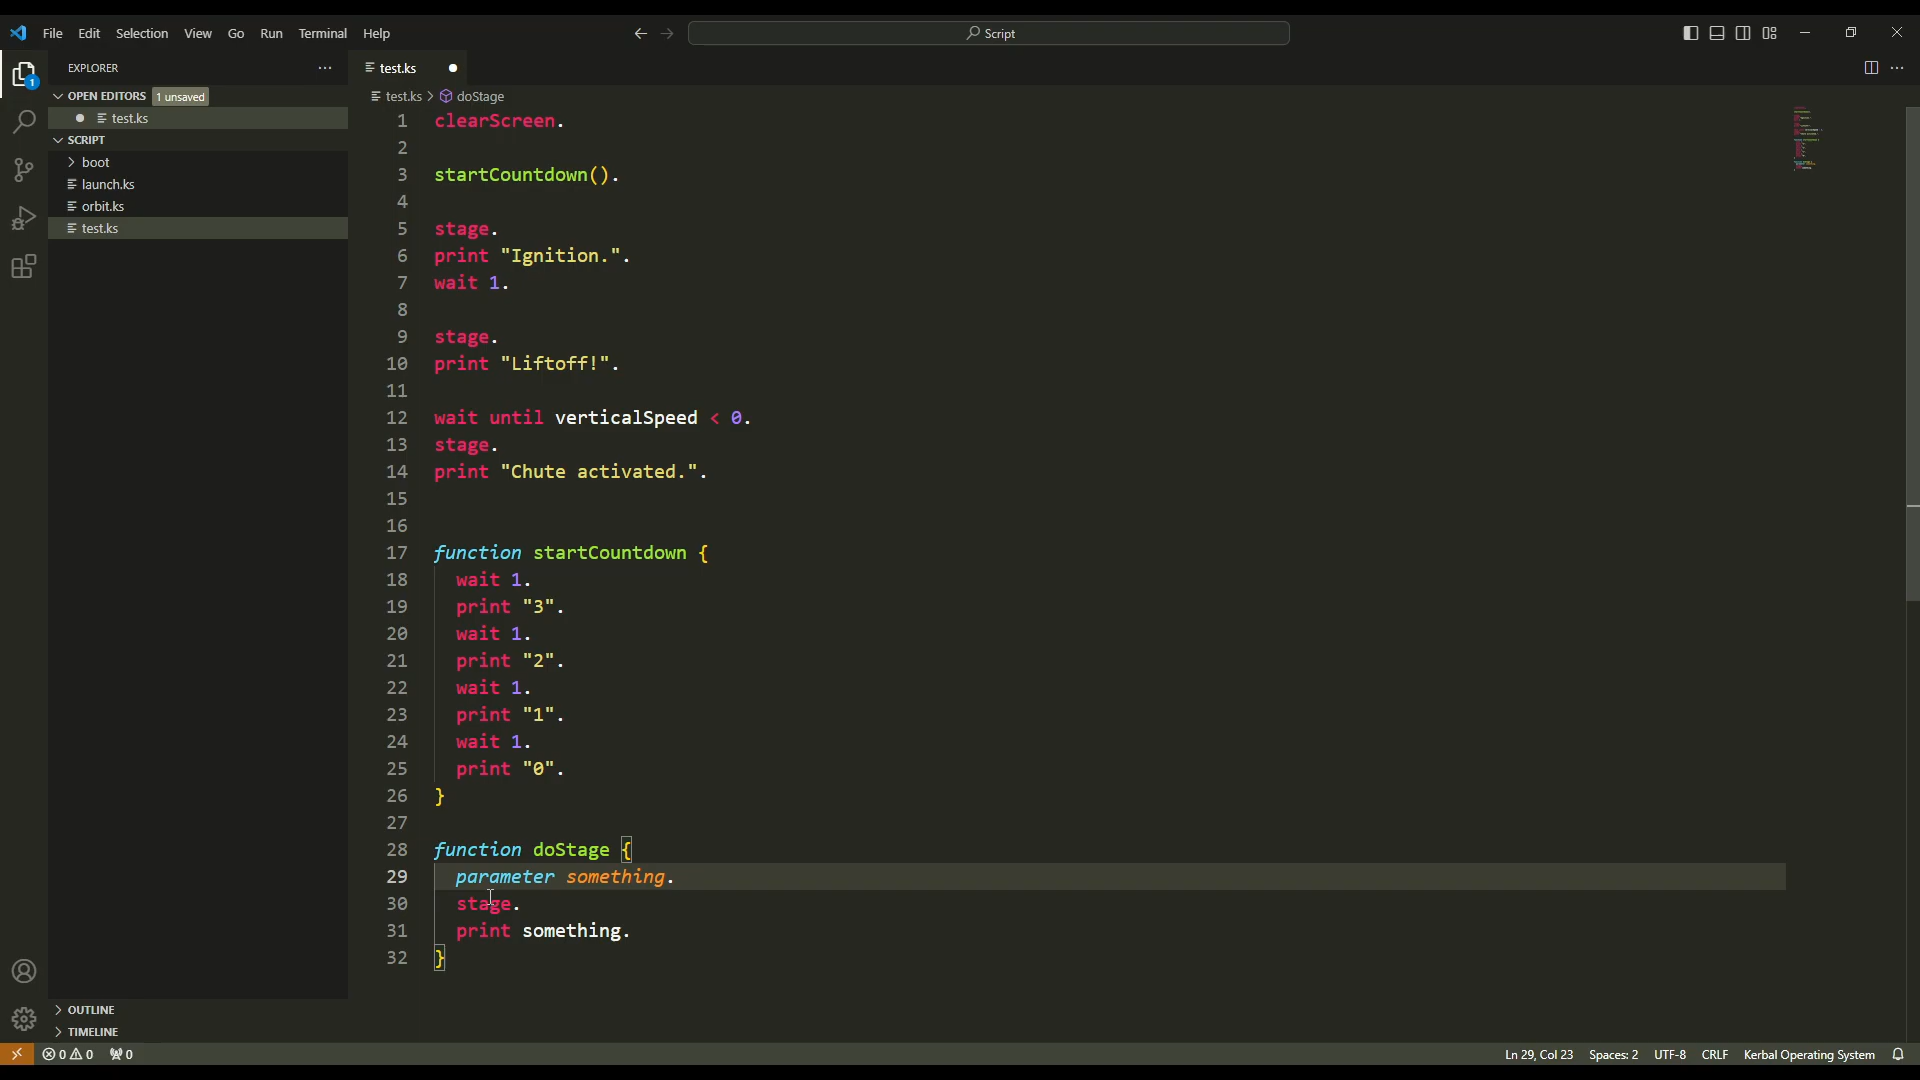 File Edit Selection View Go Run Terminal Help
Script
EXPLORER
OPEN EDITORS 1 unsaved
test.ks
SCRIPT
boot
launch.ks
orbit.ks
test.ks
OUTLINE
TIMELINE
1
test.ks
test.ks > doStage
1 clearScreen.
2
3 startCountdown().
4
5 stage.
6 print "Ignition.".
7 wait 1.
8
9 stage.
10 print "Liftoff!".
11
12 wait until verticalSpeed < 0.
13 stage.
14 print "Chute activated.".
15
16
17 function startCountdown {
18 wait 1.
19 print "3".
20 wait 1.
21 print "2".
22 wait 1.
23 print "1".
24 wait 1.
25 print "0".
26 }
27
28 function doStage {
29 parameter something.
30 stage.
31 print something.
32 }
0 0 0
Ln 29, Col 23 Spaces: 2 UTF-8 CRLF Kerbal Operating System